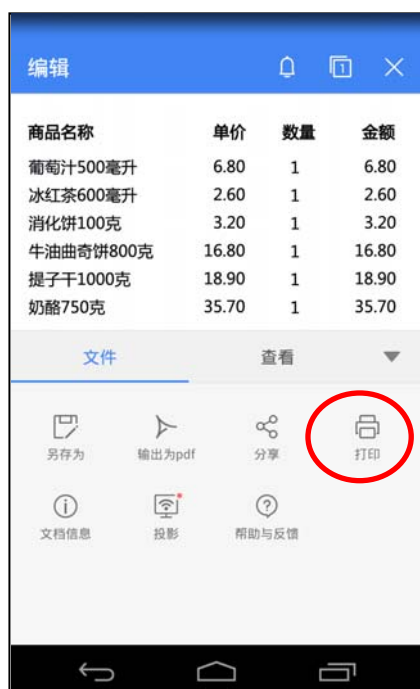 编辑
1
商品名称 单价 数量 金额
葡萄汁500毫升 6.80 1 6.80
冰红茶600毫升 2.60 1 2.60
消化饼100克 3.20 1 3.20
牛油曲奇饼800克 16.80 1 16.80
提子干1000克 18.90 1 18.90
奶酪750克 35.70 1 35.70
文件 查看
另存为 输出为pdf 分享 打印
文档信息 投影 帮助与反馈